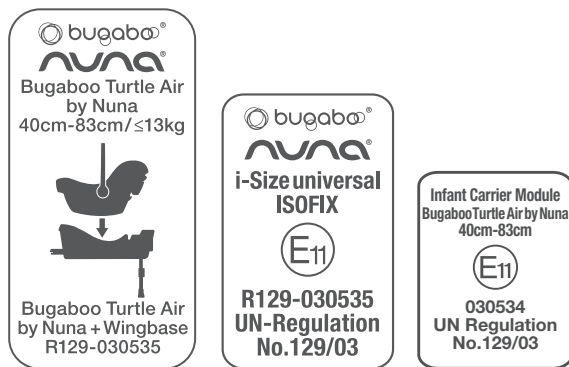 bugaboo®
nuna®
Bugaboo Turtle Air
by Nuna
40cm-83cm/≤13kg
Bugaboo Turtle Air
by Nuna + Wingbase
R129-030535
bugaboo®
nuna®
i-Size universal
ISOFIX
E11
R129-030535
UN-Regulation
No.129/03
Infant Carrier Module
Bugaboo Turtle Air by Nuna
40cm-83cm
E11
030534
UN Regulation
No.129/03